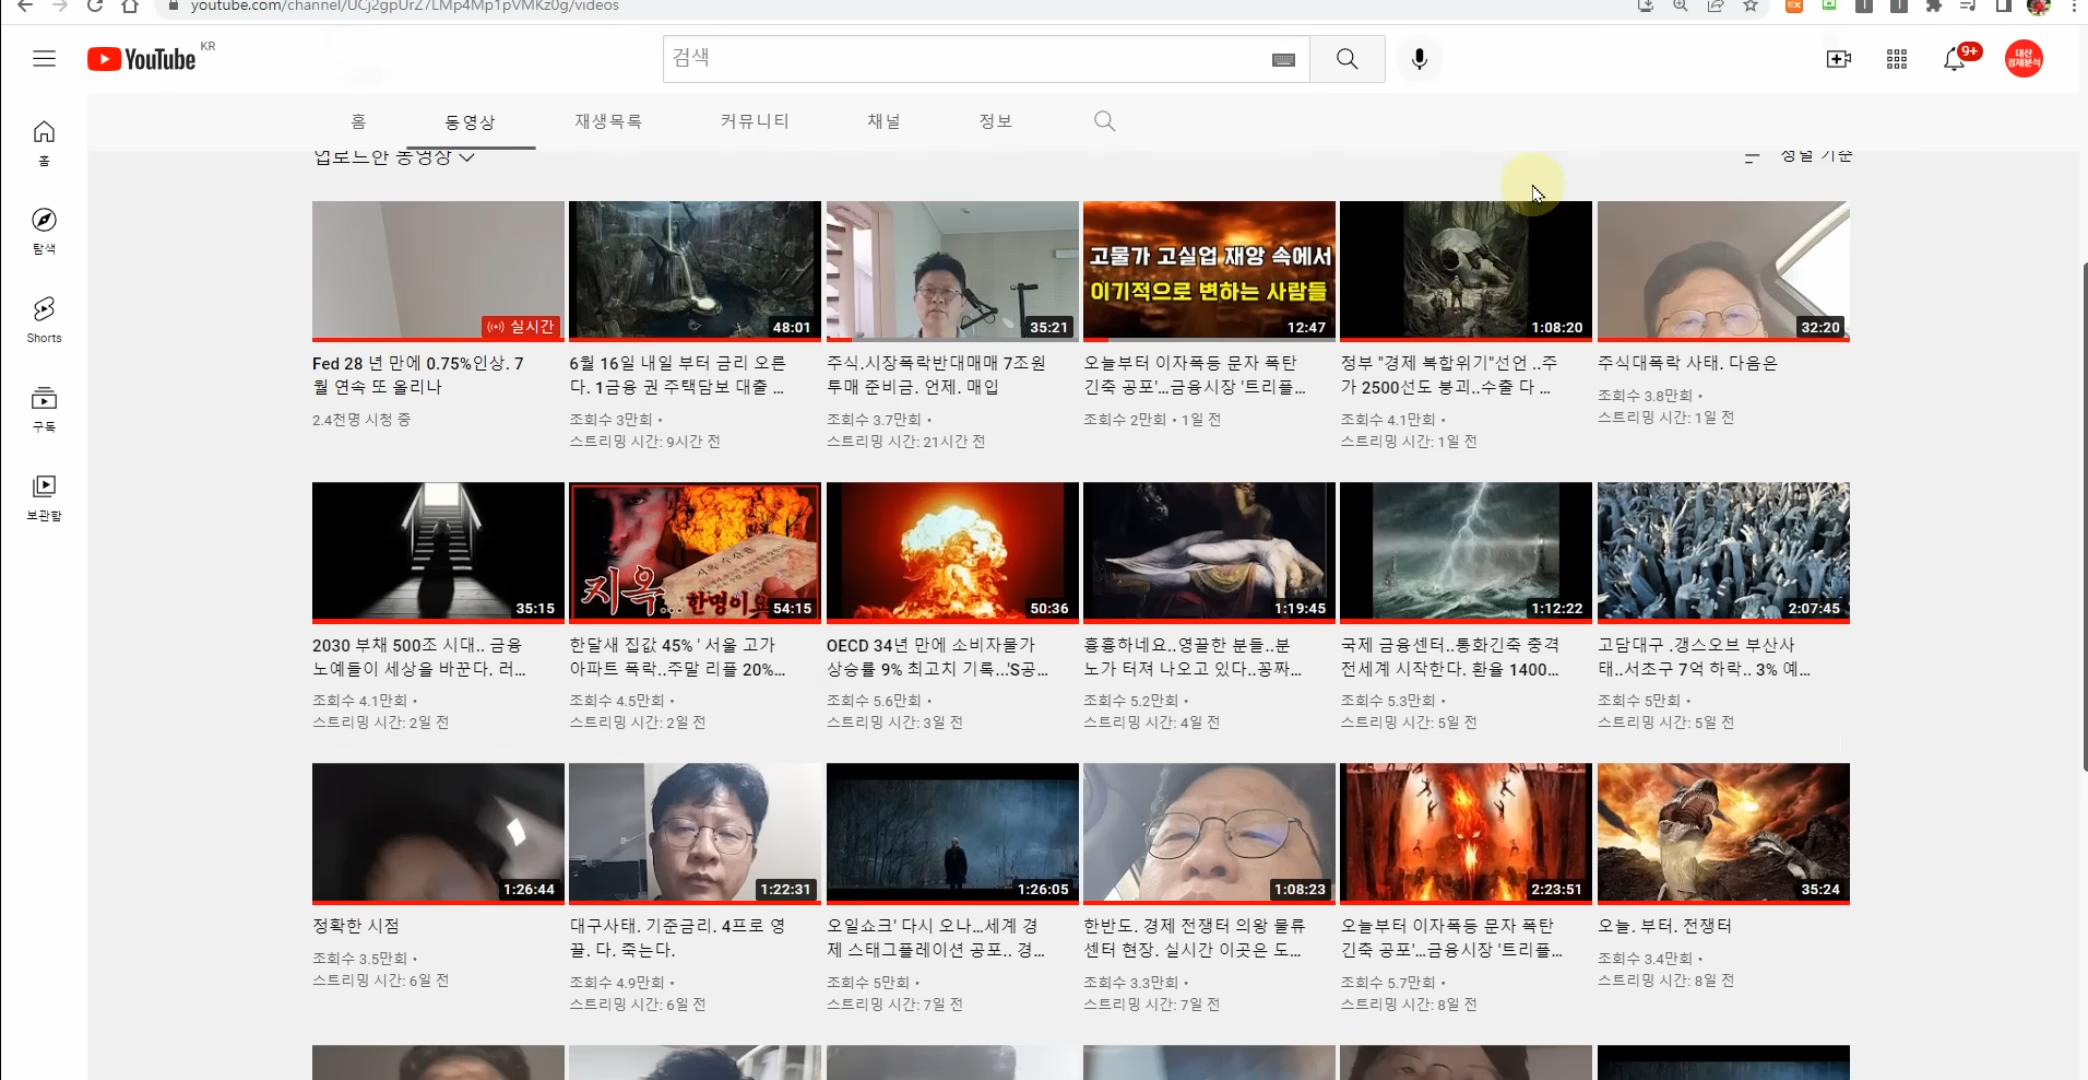 youtube.com/channel/UCj2gpUrZ7LMp4Mp1pVMKz0g/videos
YouTube KR
검색
9+
대산
경제분석
홈
동영상
재생목록
커뮤니티
채널
정보
홈
탐색
Shorts
구독
보관함
업로드한 동영상
정렬 기준
실시간
Fed 28 년 만에 0.75%인상. 7
월 연속 또 올리나
2.4천명 시청 중
48:01
6월 16일 내일 부터 금리 오른
다. 1금융 권 주택담보 대출 ...
조회수 3만회 •
스트리밍 시간: 9시간 전
35:21
주식.시장폭락반대매매 7조원
투매 준비금. 언제. 매입
조회수 3.7만회 •
스트리밍 시간: 21시간 전
고물가 고실업 재앙 속에서
이기적으로 변하는 사람들
12:47
오늘부터 이자폭등 문자 폭탄
긴축 공포'...금융시장 '트리플...
조회수 2만회 • 1일 전
1:08:20
정부 "경제 복합위기"선언 ..주
가 2500선도 붕괴..수출 다 ...
조회수 4.1만회 •
스트리밍 시간: 1일 전
32:20
주식대폭락 사태. 다음은
조회수 3.8만회 •
스트리밍 시간: 1일 전
35:15
2030 부채 500조 시대.. 금융
노예들이 세상을 바꾼다. 러...
조회수 4.1만회 •
스트리밍 시간: 2일 전
지옥...한명이요
54:15
한달새 집값 45% ' 서울 고가
아파트 폭락..주말 리플 20%...
조회수 4.5만회 •
스트리밍 시간: 2일 전
50:36
OECD 34년 만에 소비자물가
상승률 9% 최고치 기록...'S공...
조회수 5.6만회 •
스트리밍 시간: 3일 전
1:19:45
흉흉하네요..영끌한 분들..분
노가 터져 나오고 있다..꽁짜...
조회수 5.2만회 •
스트리밍 시간: 4일 전
1:12:22
국제 금융센터..통화긴축 충격
전세계 시작한다. 환율 1400...
조회수 5.3만회 •
스트리밍 시간: 5일 전
2:07:45
고담대구 .갱스오브 부산사
태..서초구 7억 하락.. 3% 예...
조회수 5만회 •
스트리밍 시간: 5일 전
1:26:44
정확한 시점
조회수 3.5만회 •
스트리밍 시간: 6일 전
1:22:31
대구사태. 기준금리. 4프로 영
끌. 다. 죽는다.
조회수 4.9만회 •
스트리밍 시간: 6일 전
1:26:05
오일쇼크' 다시 오나...세계 경
제 스태그플레이션 공포.. 경...
조회수 5만회 •
스트리밍 시간: 7일 전
1:08:23
한반도. 경제 전쟁터 의왕 물류
센터 현장. 실시간 이곳은 도...
조회수 3.3만회 •
스트리밍 시간: 7일 전
2:23:51
오늘부터 이자폭등 문자 폭탄
긴축 공포'...금융시장 '트리플...
조회수 5.7만회 •
스트리밍 시간: 8일 전
35:24
오늘. 부터. 전쟁터
조회수 3.4만회 •
스트리밍 시간: 8일 전